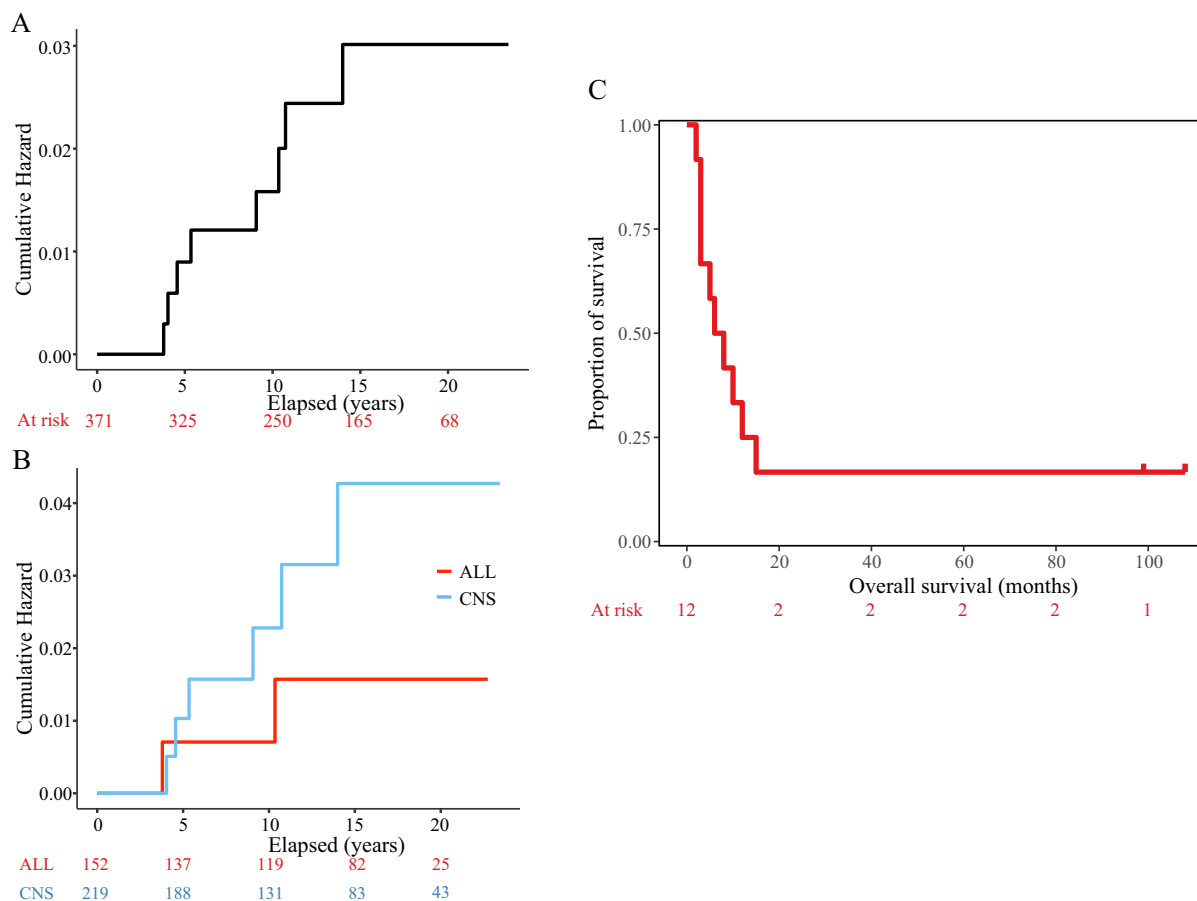 A
Cumulative Hazard
0.03
0.02
0.01
0.00
0 5 10 15 20
Elapsed (years)
At risk 371 325 250 165 68
B
Cumulative Hazard
0.04
0.03
0.02
0.01
0.00
ALL
CNS
0 5 10 15 20
Elapsed (years)
ALL 152 137 119 82 25
CNS 219 188 131 83 43
C
Proportion of survival
1.00
0.75
0.50
0.25
0.00
0 20 40 60 80 100
Overall survival (months)
At risk 12 2 2 2 2 1